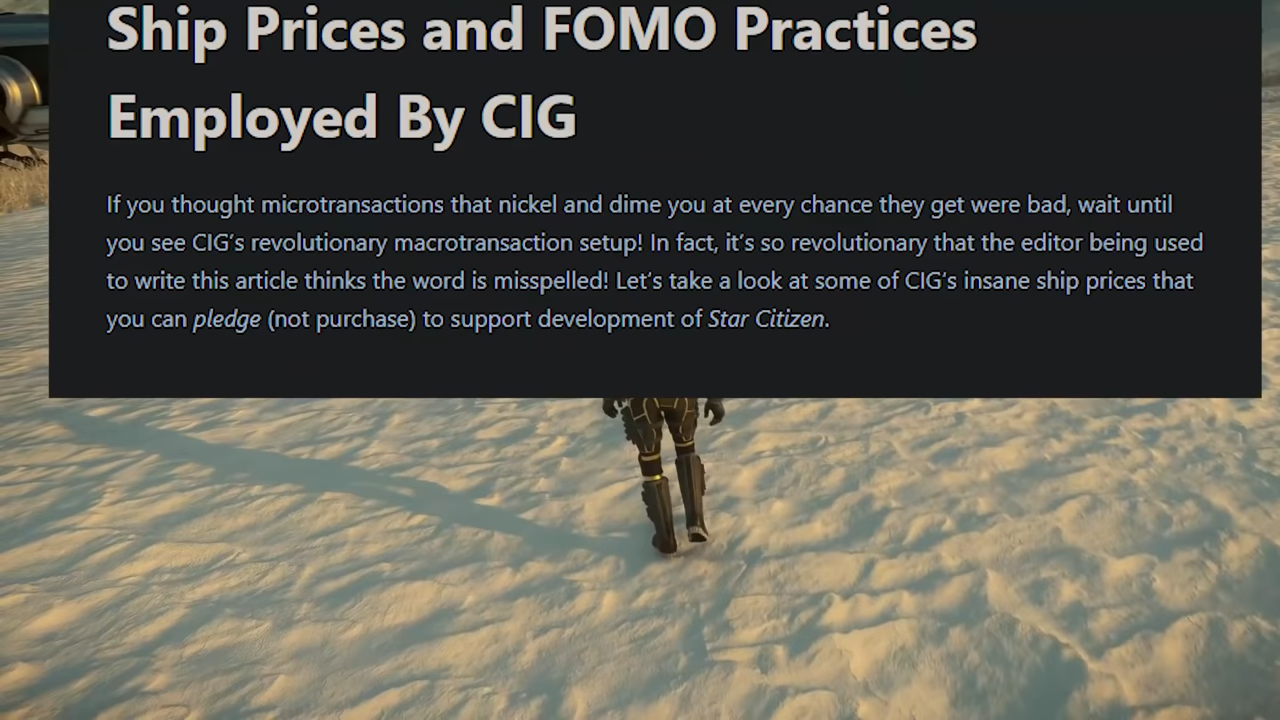 Ship Prices and FOMO Practices
Employed By CIG
If you thought microtransactions that nickel and dime you at every chance they get were bad, wait until
you see CIG's revolutionary macrotransaction setup! In fact, it's so revolutionary that the editor being used
to write this article thinks the word is misspelled! Let's take a look at some of CIG's insane ship prices that
you can pledge (not purchase) to support development of Star Citizen.